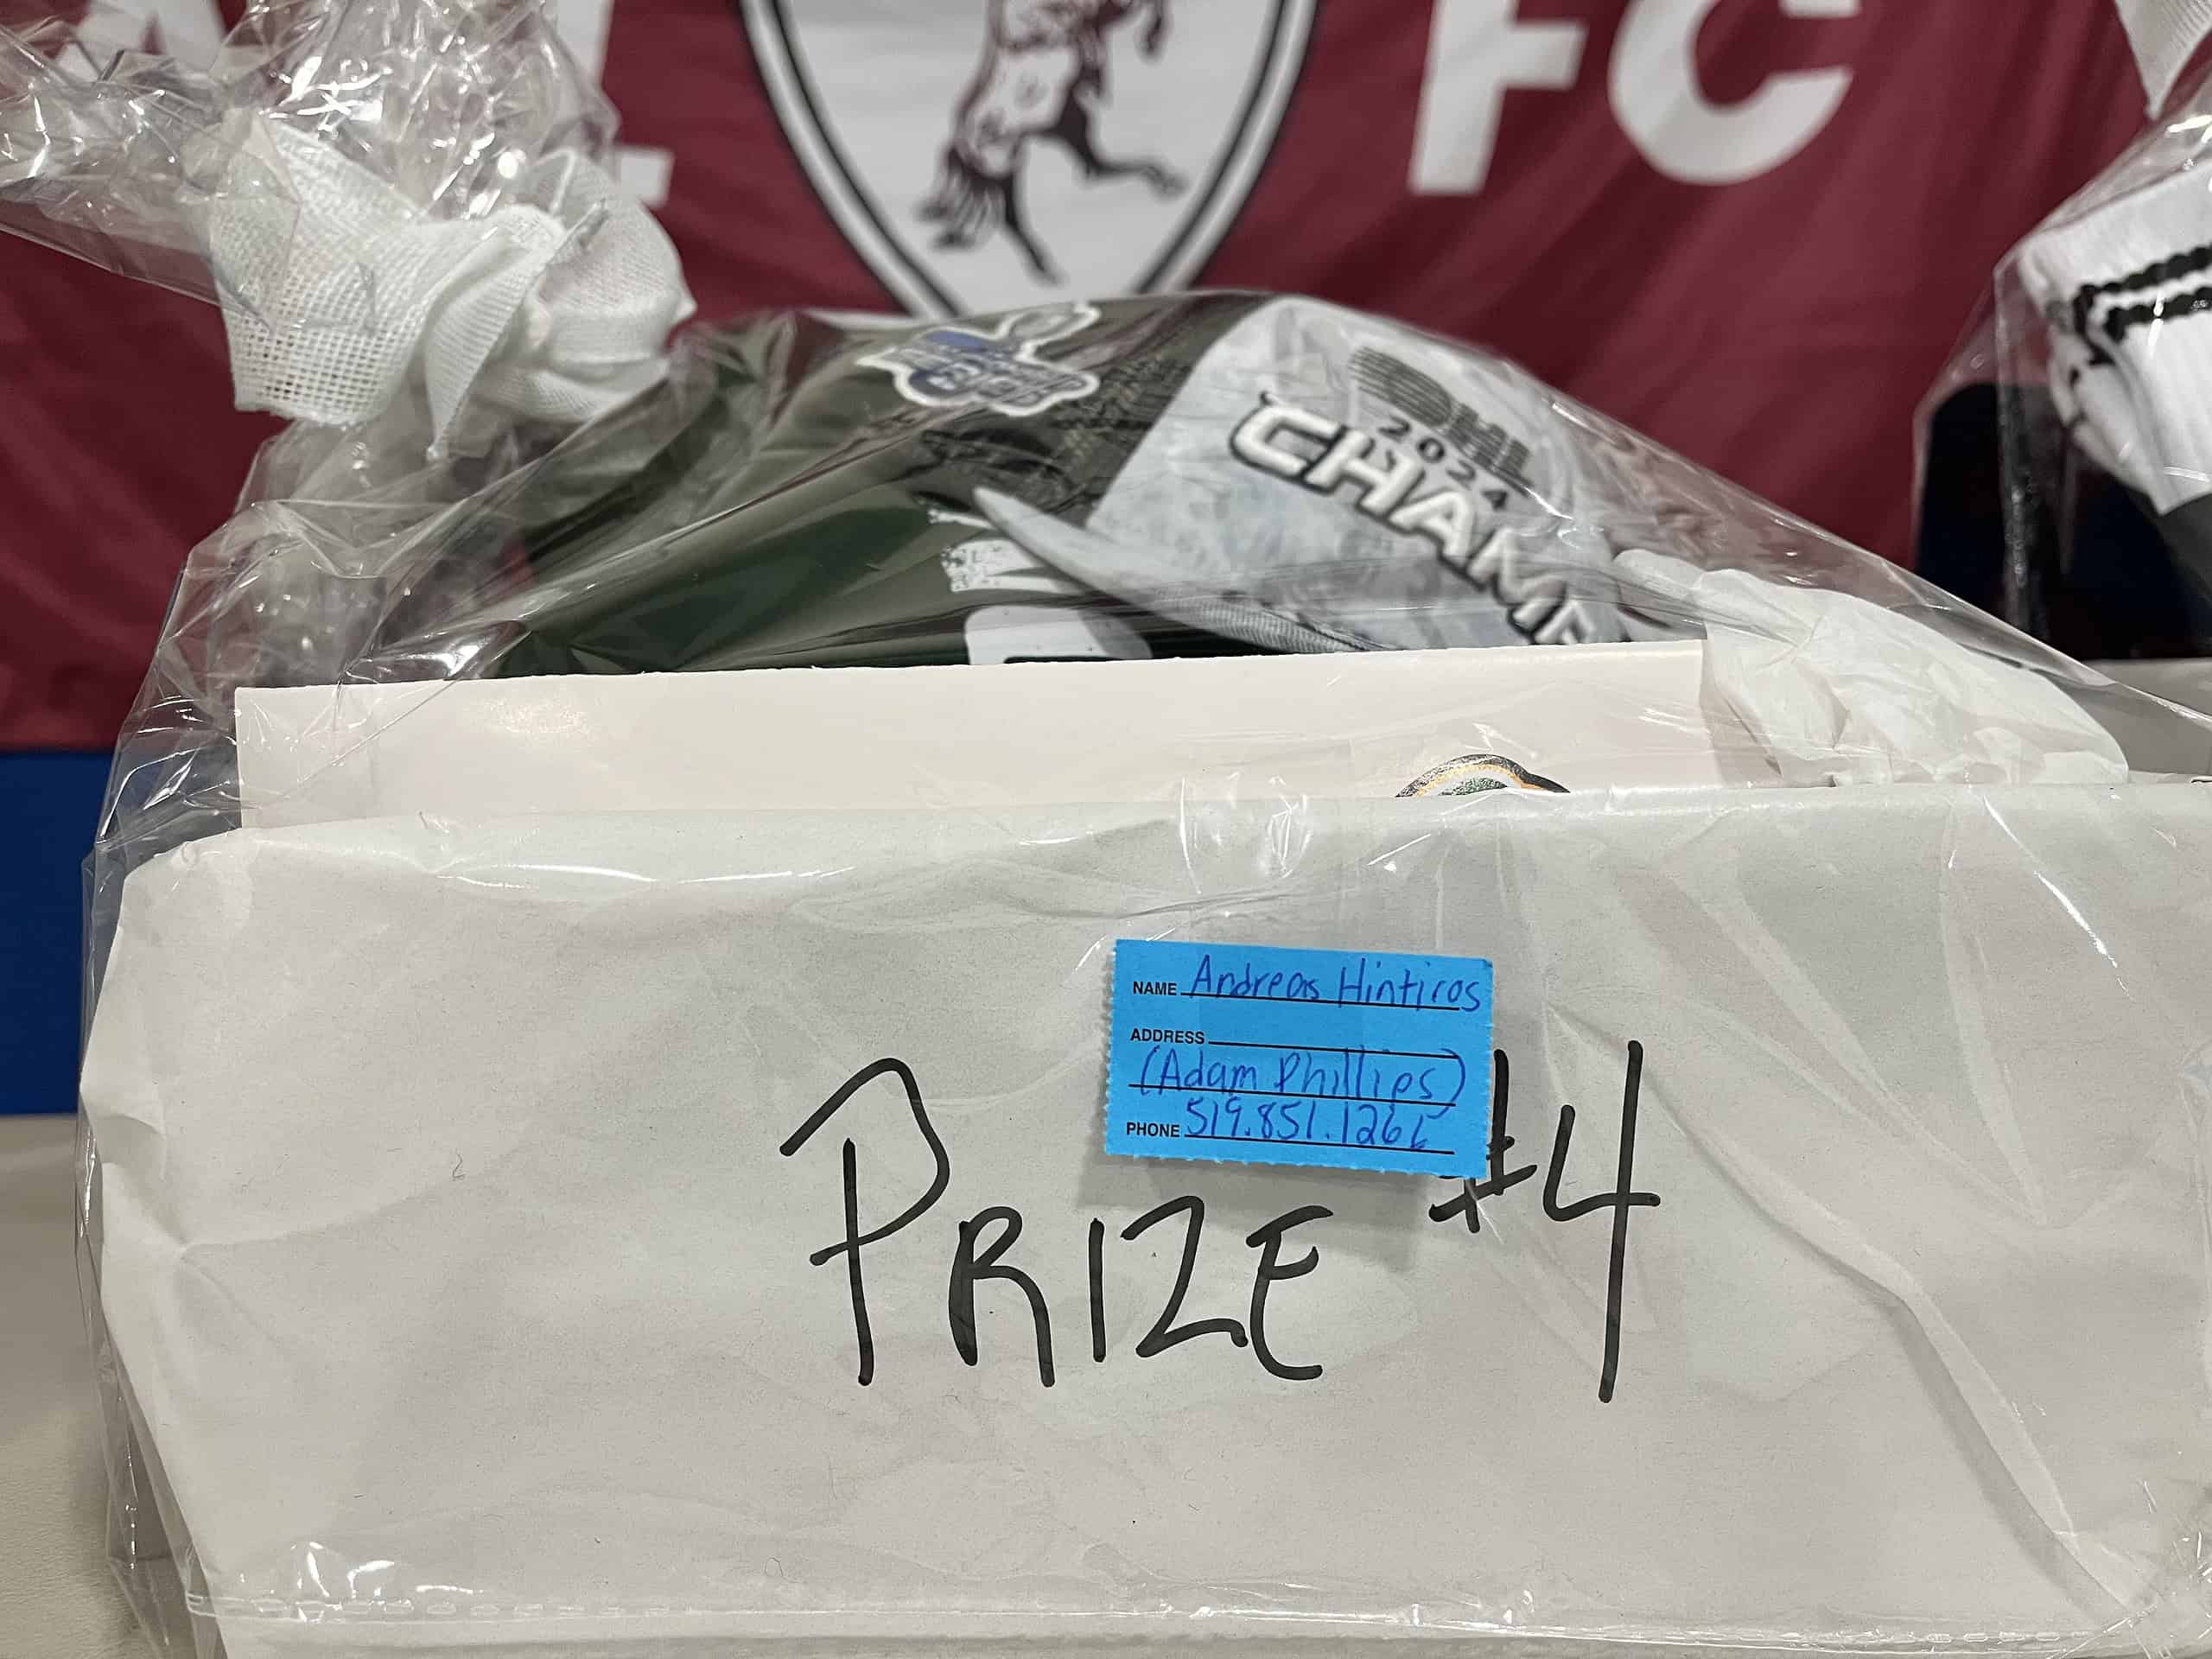 FC
OHL
2024
CHAMP
NAME Andreas Hintiros
ADDRESS
(Adam Phillips)
PHONE 519.851.1266
PRIZE #4